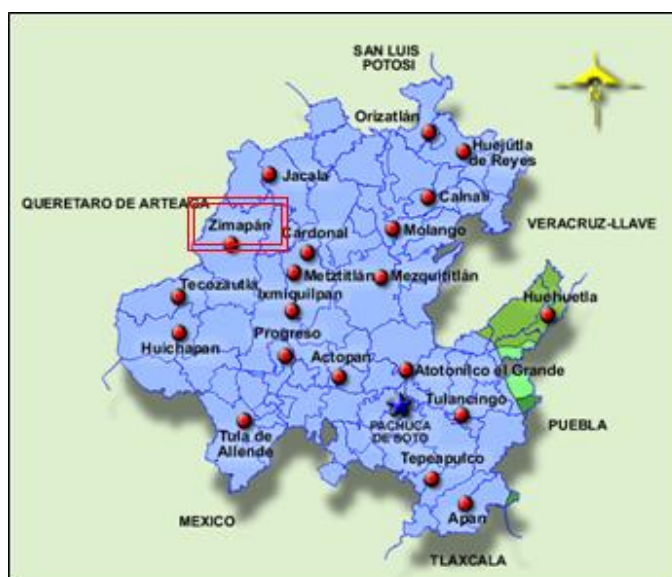 SAN LUIS
POTOSI
Orizatlán
Huejútla
de Reyes
Jacala
Calnali
QUERETARO DE ARTEAGA
Zimapán
Molango
VERACRUZ-LLAVE
Cardonal
Metztitlán
Mezquititlán
Tecozautla
Ixmiquilpan
Huehuetla
Progreso
Huichapan
Actopan
Atotonilco el Grande
Tulancingo
PACHUCA
DE SOTO
PUEBLA
Tula de
Allende
Tepeapulco
Apan
MEXICO
TLAXCALA